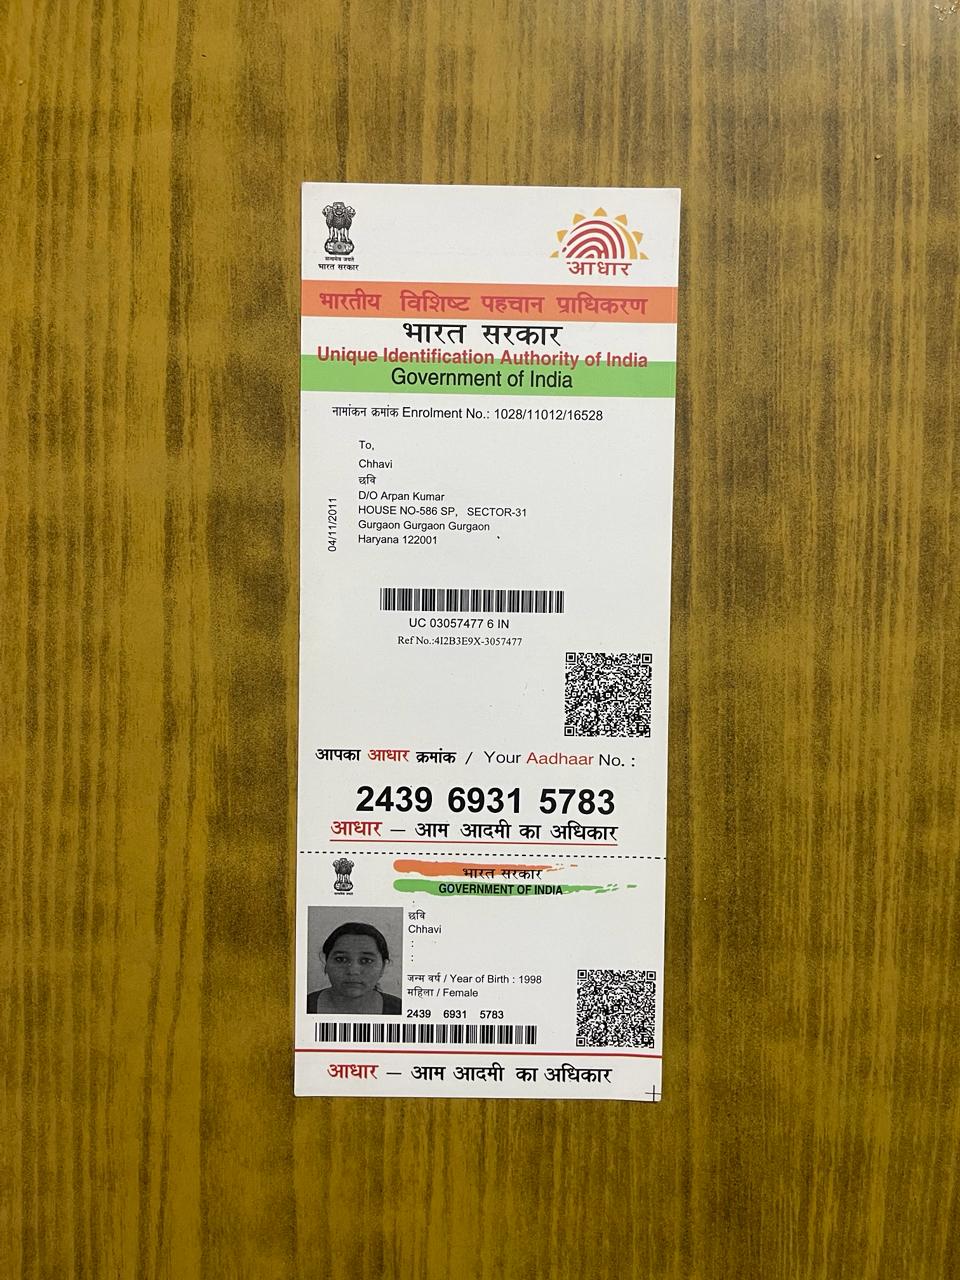 सत्यमेव जयते
भारत सरकार
आधार
भारतीय विशिष्ट पहचान प्राधिकरण
भारत सरकार
Unique Identification Authority of India
Government of India
नामांकन क्रमांक Enrolment No.: 1028/11012/16528
To,
Chhavi
छवि
D/O Arpan Kumar
HOUSE NO-586 SP, SECTOR-31
Gurgaon Gurgaon Gurgaon
Haryana 122001
04/11/2011
UC 03057477 6 IN
Ref No.:4I2B3E9X-3057477
आपका आधार क्रमांक / Your Aadhaar No. :
2439 6931 5783
आधार – आम आदमी का अधिकार
भारत सरकार
GOVERNMENT OF INDIA
छवि
Chhavi
:
:
जन्म वर्ष / Year of Birth : 1998
महिला / Female
2439 6931 5783
आधार – आम आदमी का अधिकार